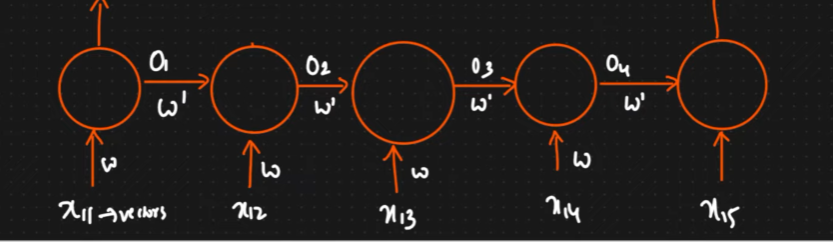 O₁ O₂ O₃ O₄
w' w' w' w'
w w w w
x₁₁ → vectors x₁₂ x₁₃ x₁₄ x₁₅